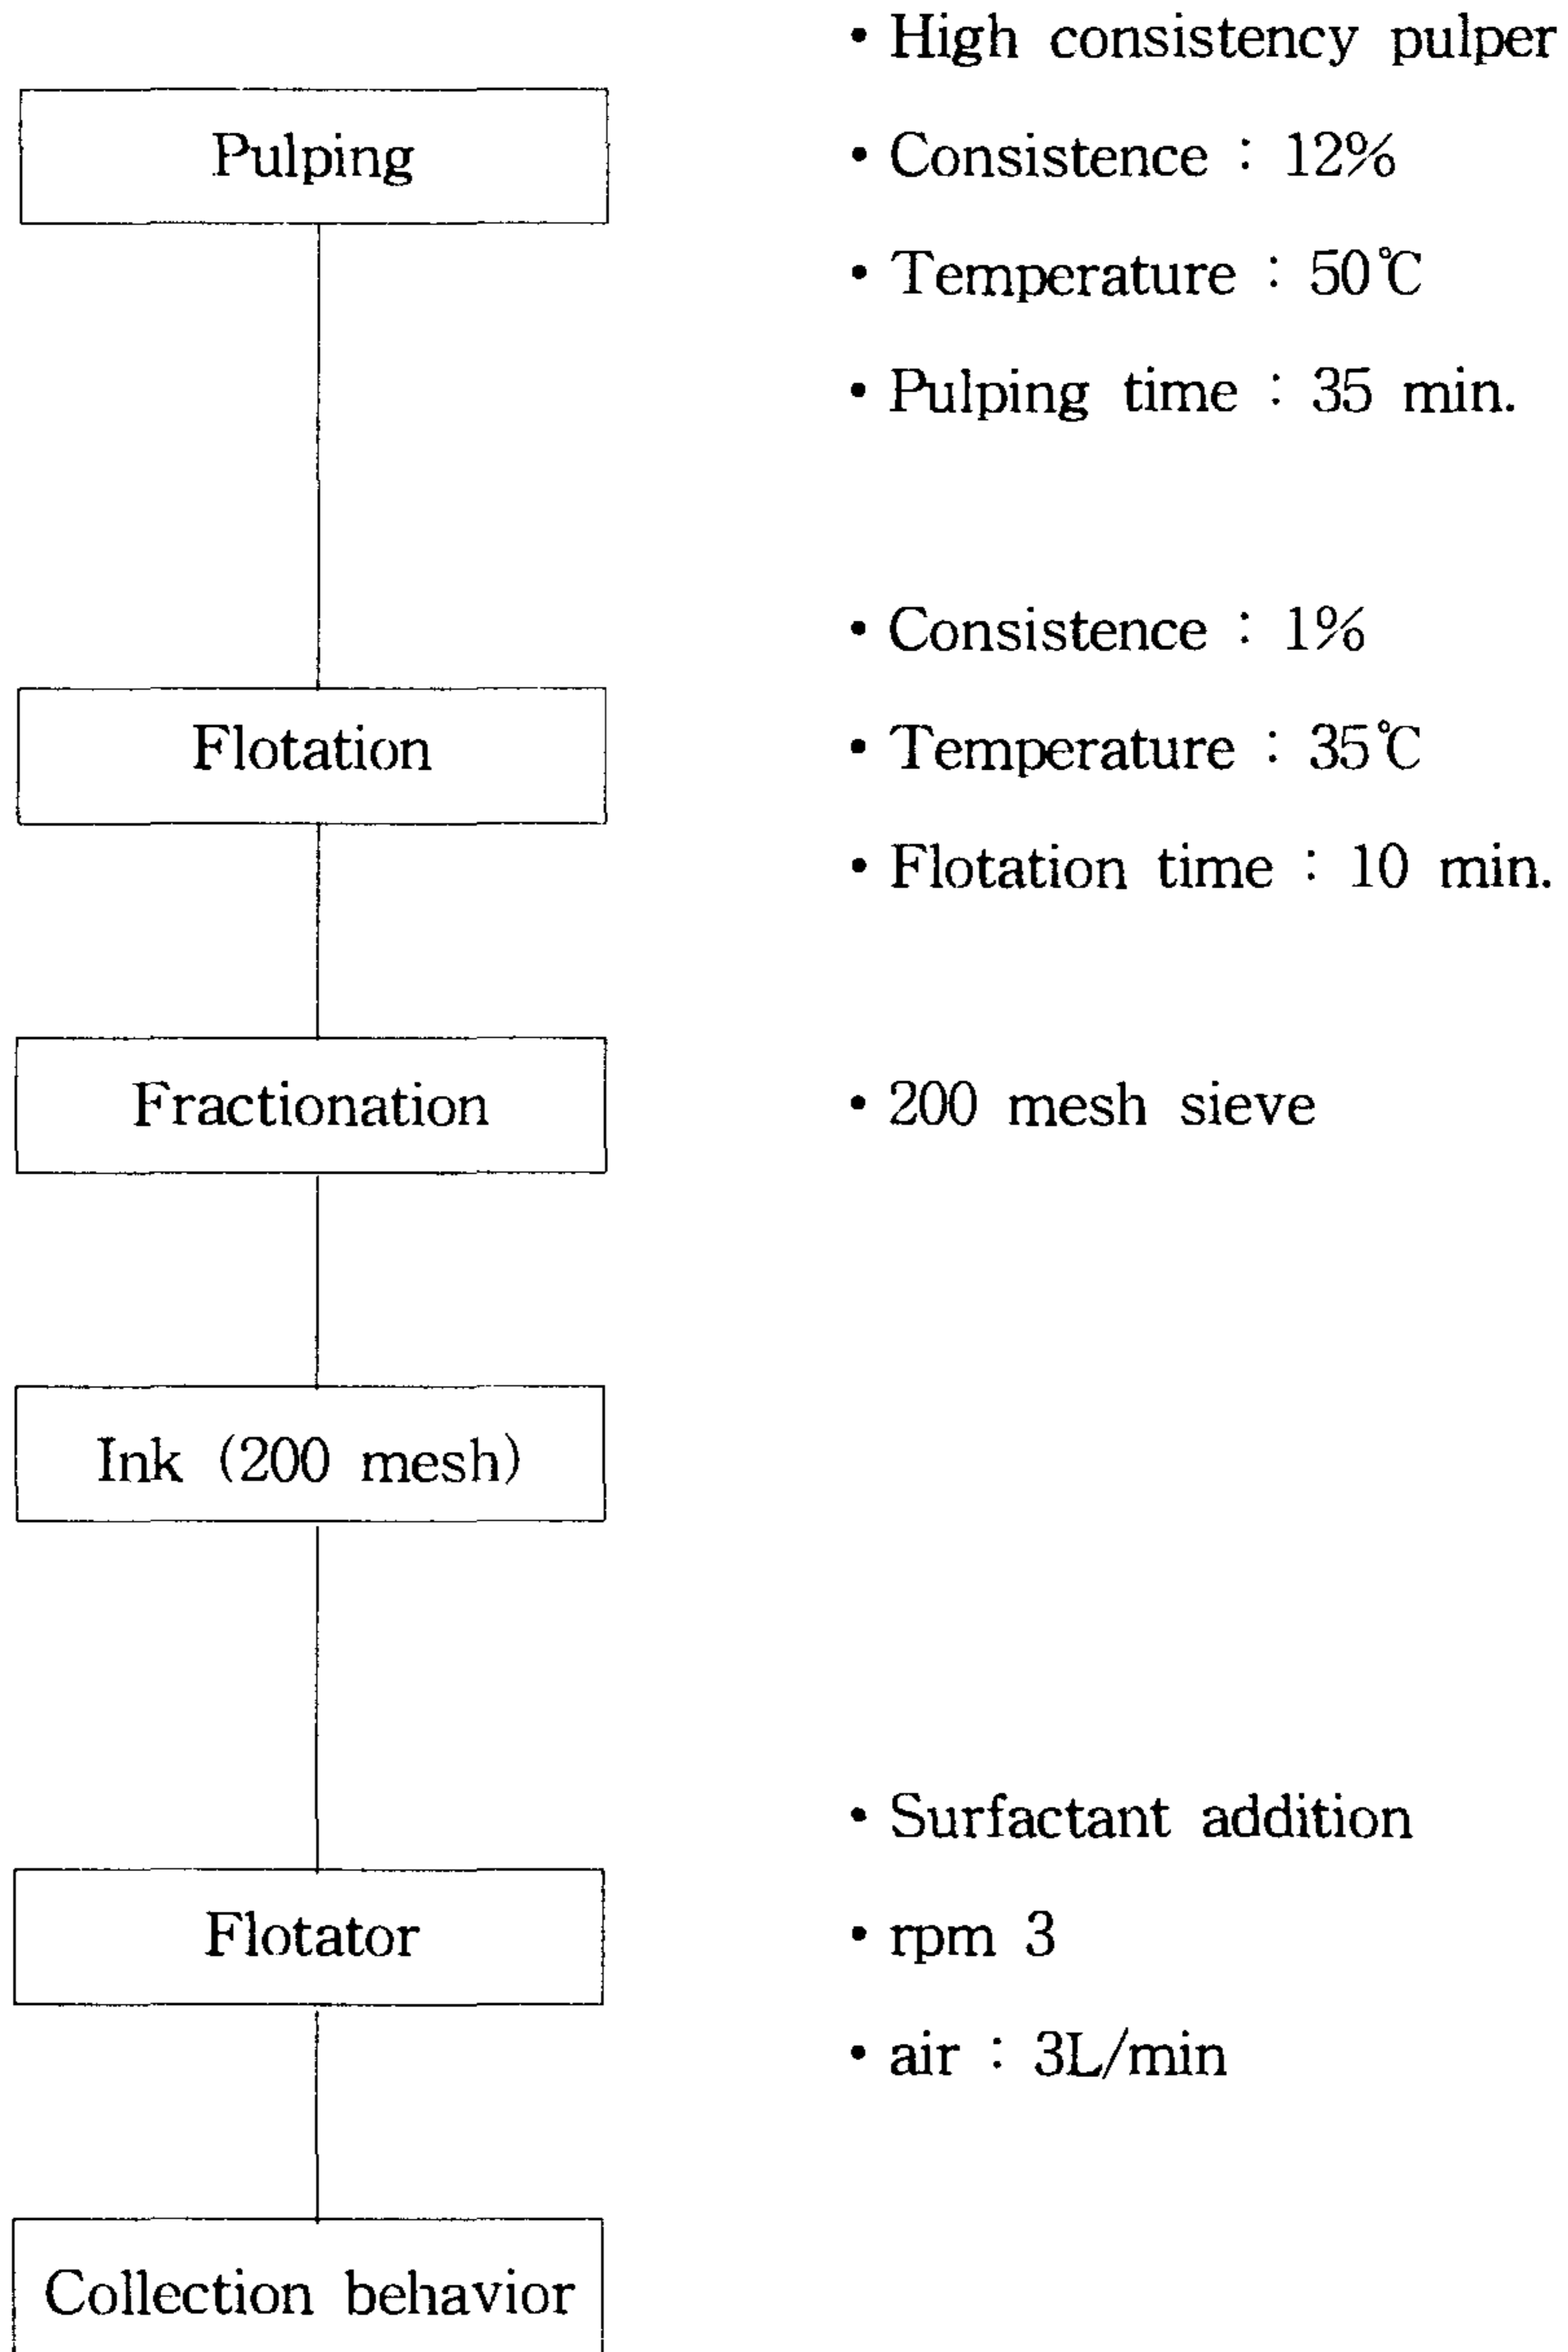 • High consistency pulper
Pulping
• Consistence : 12%
• Temperature : 50℃
• Pulping time : 35 min.
• Consistence : 1%
Flotation
• Temperature : 35℃
• Flotation time : 10 min.
Fractionation
• 200 mesh sieve
Ink (200 mesh)
• Surfactant addition
Flotator
• rpm 3
• air : 3L/min
Collection behavior